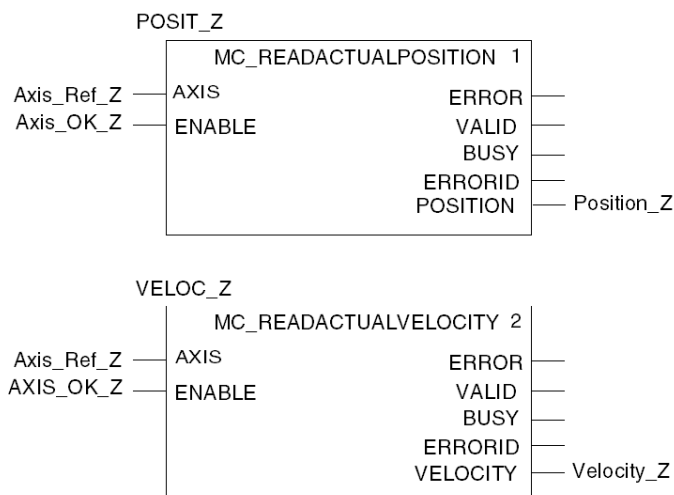 POSIT_Z
MC_READACTUALPOSITION 1
Axis_Ref_Z AXIS ERROR
Axis_OK_Z ENABLE VALID
BUSY
ERRORID
POSITION Position_Z
VELOC_Z
MC_READACTUALVELOCITY 2
Axis_Ref_Z AXIS ERROR
AXIS_OK_Z ENABLE VALID
BUSY
ERRORID
VELOCITY Velocity_Z